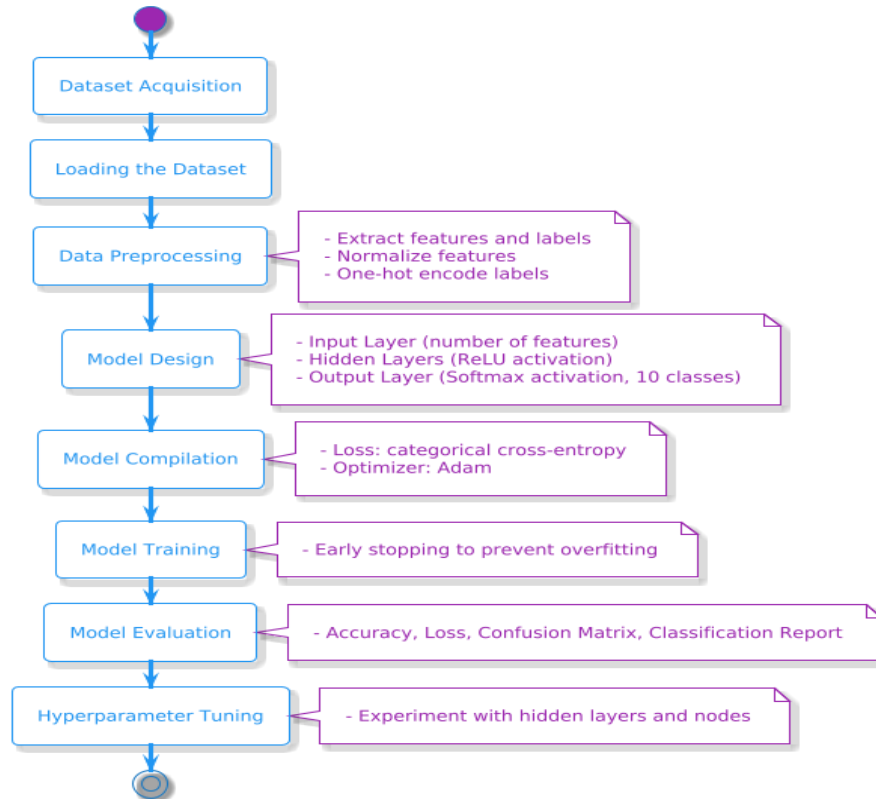 Dataset Acquisition
Loading the Dataset
Data Preprocessing
- Extract features and labels
- Normalize features
- One-hot encode labels
Model Design
- Input Layer (number of features)
- Hidden Layers (ReLU activation)
- Output Layer (Softmax activation, 10 classes)
Model Compilation
- Loss: categorical cross-entropy
- Optimizer: Adam
Model Training
- Early stopping to prevent overfitting
Model Evaluation
- Accuracy, Loss, Confusion Matrix, Classification Report
Hyperparameter Tuning
- Experiment with hidden layers and nodes